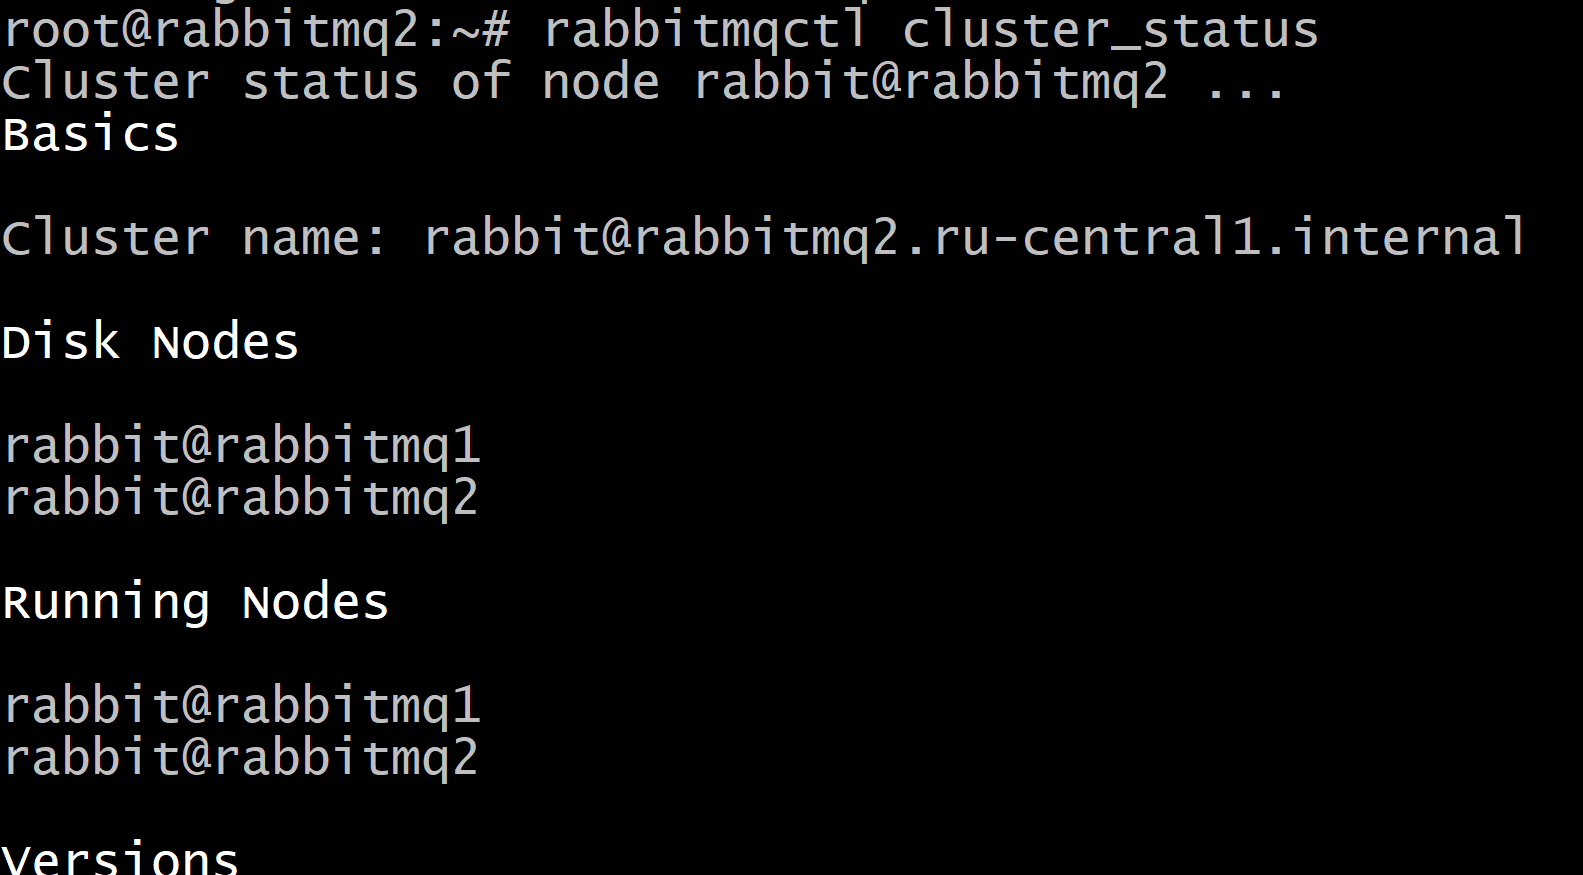 root@rabbitmq2:~# rabbitmqctl cluster_status
Cluster status of node rabbit@rabbitmq2 ...
Basics
Cluster name: rabbit@rabbitmq2.ru-central1.internal
Disk Nodes
rabbit@rabbitmq1
rabbit@rabbitmq2
Running Nodes
rabbit@rabbitmq1
rabbit@rabbitmq2
Versions